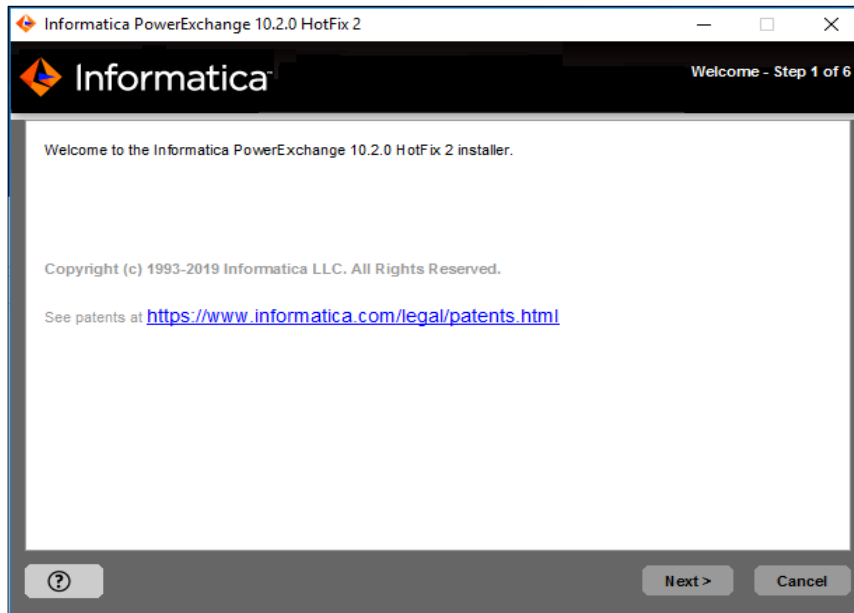 Informatica PowerExchange 10.2.0 HotFix 2
Informatica
Welcome - Step 1 of 6
Welcome to the Informatica PowerExchange 10.2.0 HotFix 2 installer.
Copyright (c) 1993-2019 Informatica LLC. All Rights Reserved.
See patents at https://www.informatica.com/legal/patents.html
?
Next >
Cancel